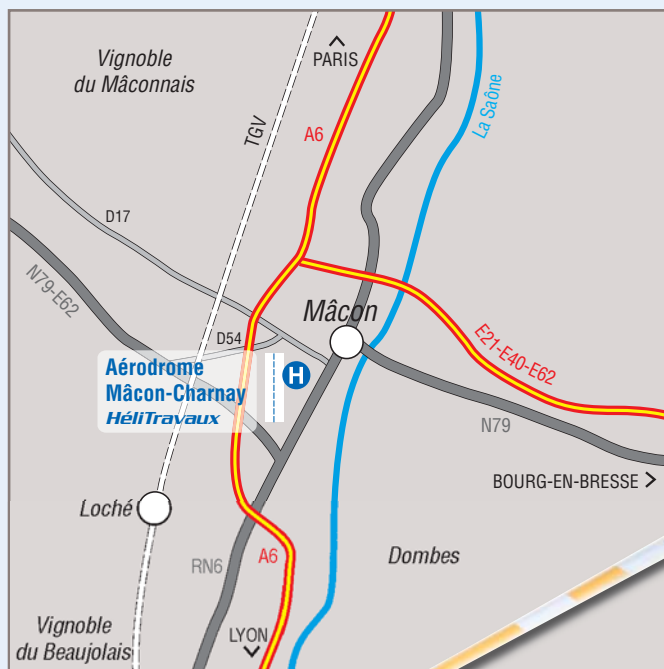 Vignoble
du Mâconnais
PARIS
TGV
A6
La Saône
D17
N79-E62
Mâcon
D54
E21-E40-E62
Aérodrome
Mâcon-Charnay
HéliTravaux
H
N79
BOURG-EN-BRESSE
Loché
RN6
A6
Dombes
Vignoble
du Beaujolais
LYON